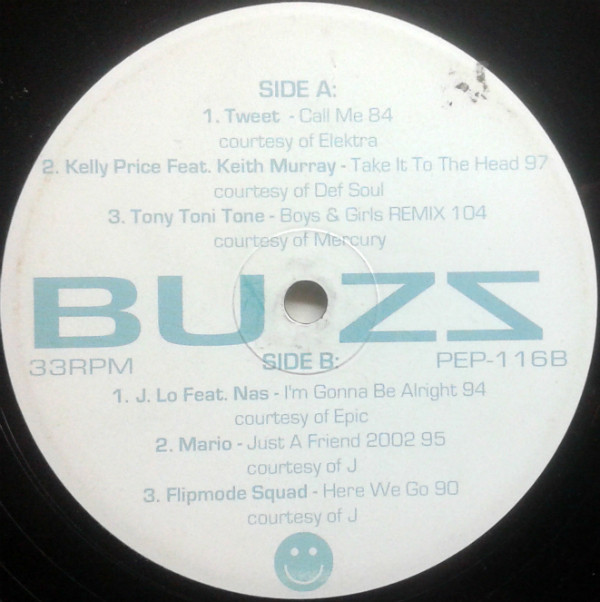 SIDE A:
1. Tweet - Call Me 84
courtesy of Elektra
2. Kelly Price Feat. Keith Murray - Take It To The Head 97
courtesy of Def Soul
3. Tony Toni Tone - Boys & Girls REMIX 104
courtesy of Mercury
BUZZ
33RPM
SIDE B:
PEP-116B
1. J. Lo Feat. Nas - I'm Gonna Be Alright 94
courtesy of Epic
2. Mario - Just A Friend 2002 95
courtesy of J
3. Flipmode Squad - Here We Go 90
courtesy of J